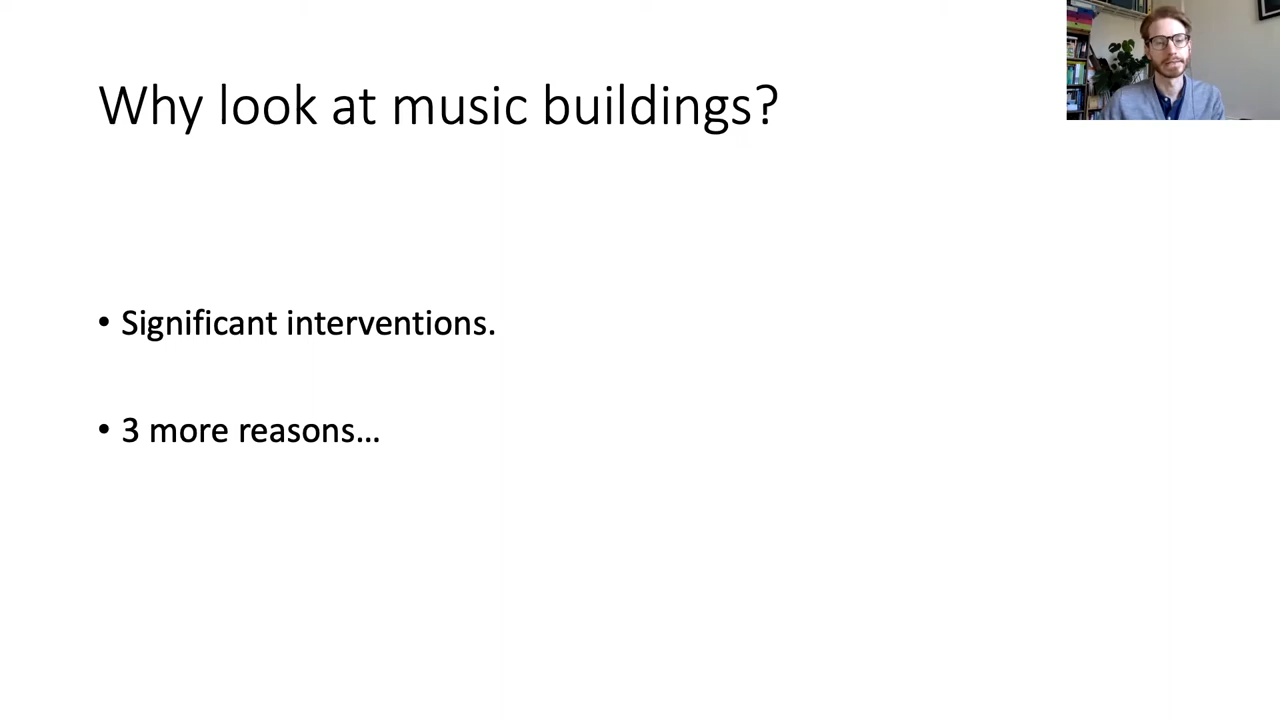 Why look at music buildings?
• Significant interventions.
• 3 more reasons…